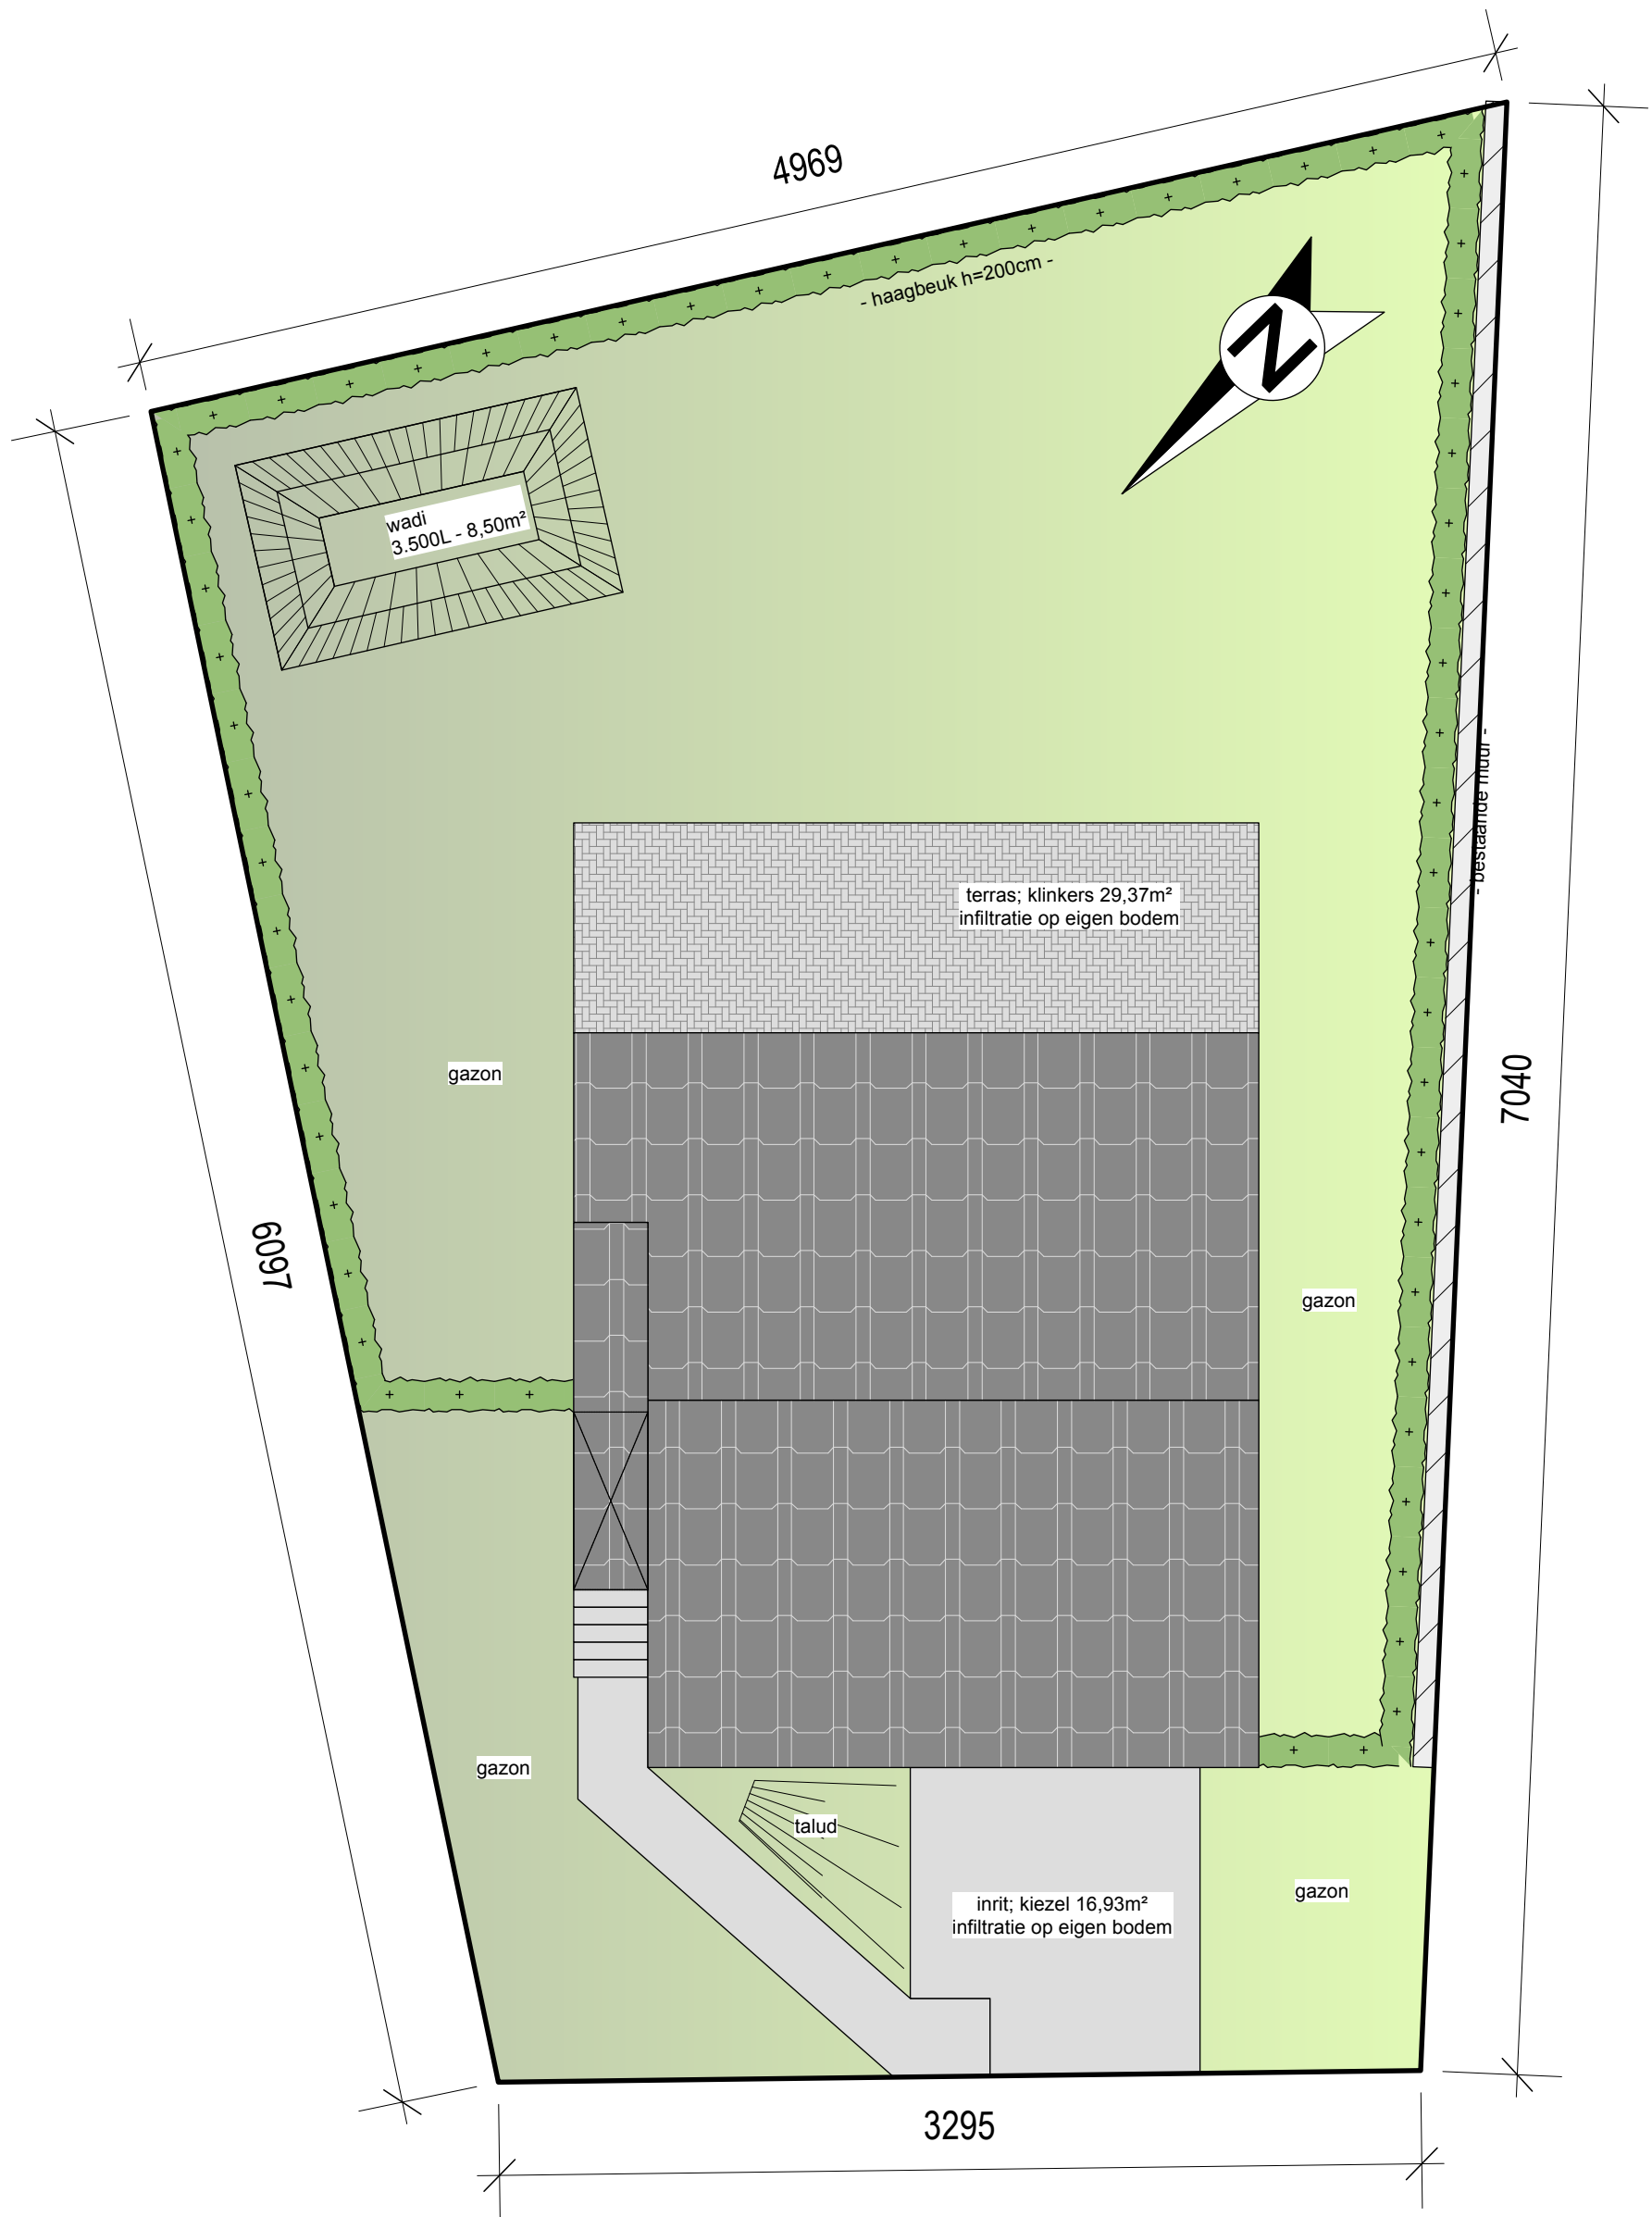 4969
- haagbeuk h=200cm -
N
wadi
3.500L - 8,50m²
- bestaande muur -
terras; klinkers 29,37m²
infiltratie op eigen bodem
gazon
7040
6097
gazon
gazon
talud
inrit; kiezel 16,93m²
infiltratie op eigen bodem
gazon
3295